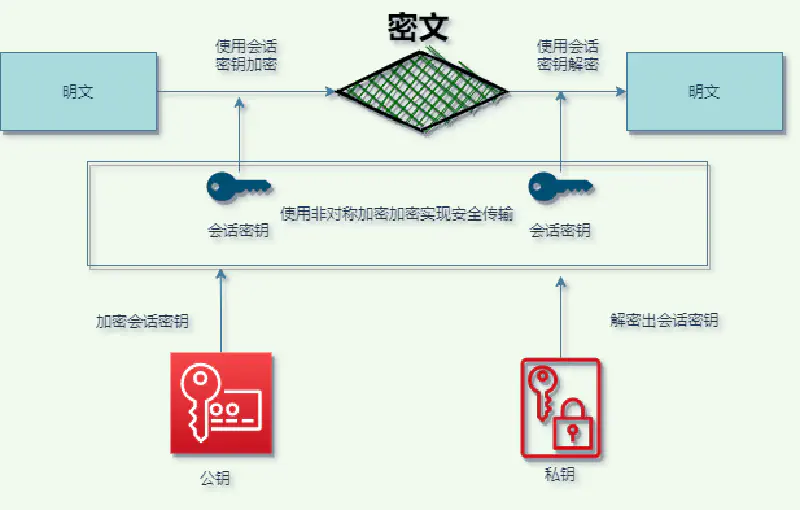 密文
使用会话
密钥加密
使用会话
密钥解密
明文
明文
使用非对称加密加密实现安全传输
会话密钥
会话密钥
加密会话密钥
解密出会话密钥
公钥
私钥